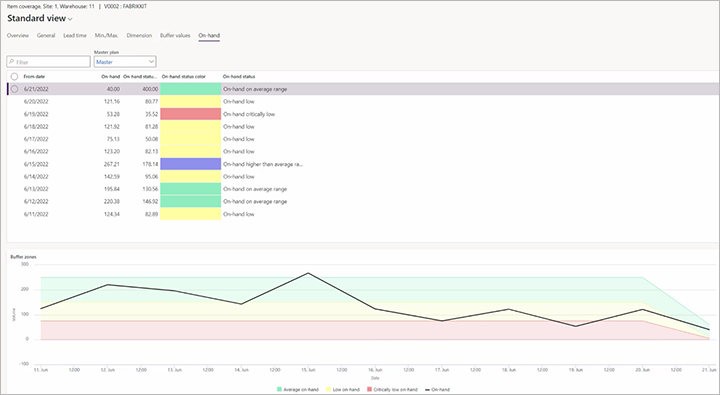 Item coverage, Site: 1, Warehouse: 11 | V0002 : FABRIKKIT
Standard view
Overview General Lead time Min./Max. Dimension Buffer values On-hand
Master plan
Filter Master
From date On-hand On-hand statu... On-hand status color On-hand status
6/21/2022 40.00 400.00 On-hand on average range
6/20/2022 121.16 80.77 On-hand low
6/19/2022 53.28 35.52 On-hand critically low
6/18/2022 121.92 81.28 On-hand low
6/17/2022 75.13 50.08 On-hand low
6/16/2022 123.20 82.13 On-hand low
6/15/2022 267.21 178.14 On-hand higher than average ra...
6/14/2022 142.59 95.06 On-hand low
6/13/2022 195.84 130.56 On-hand on average range
6/12/2022 220.38 146.92 On-hand on average range
6/11/2022 124.34 82.89 On-hand low
Buffer zones
300
200
100
0
-100
11. Jun 12:00 12. Jun 12:00 13. Jun 12:00 14. Jun 12:00 15. Jun 12:00 16. Jun 12:00 17. Jun 12:00 18. Jun 12:00 19. Jun 12:00 20. Jun 12:00 21. Jun
Date
Average on-hand Low on-hand Critically low on-hand On-hand